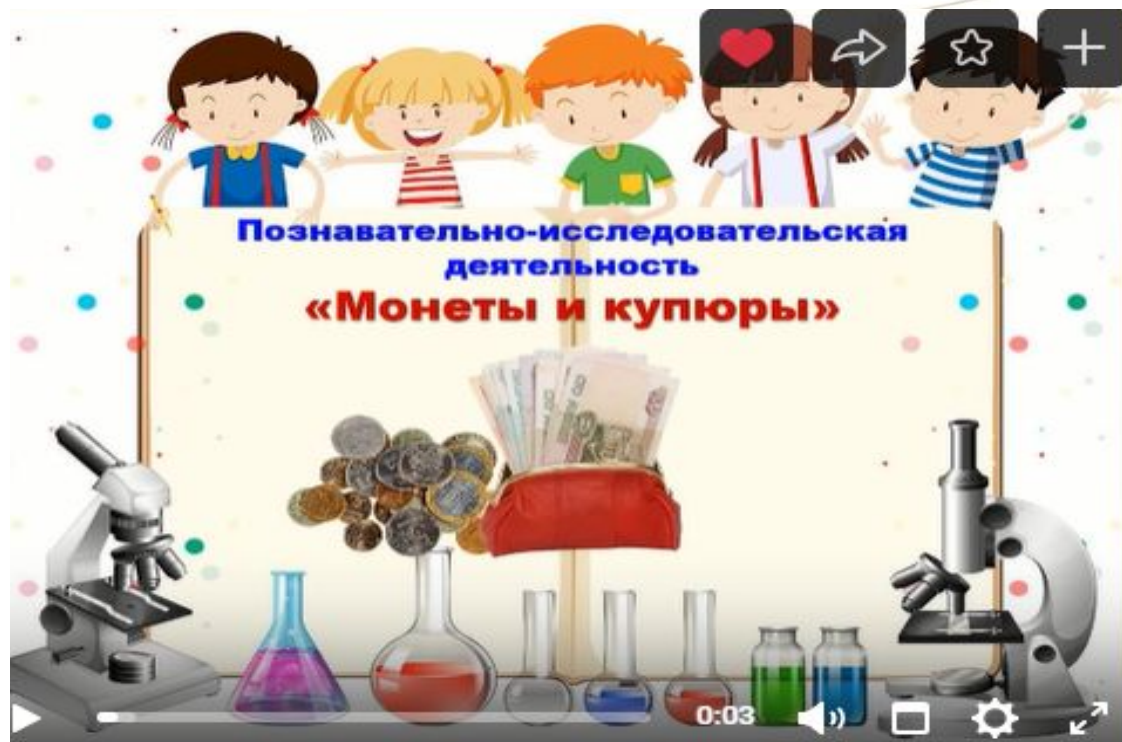 Познавательно-исследовательская
деятельность
«Монеты и купюры»
0:03